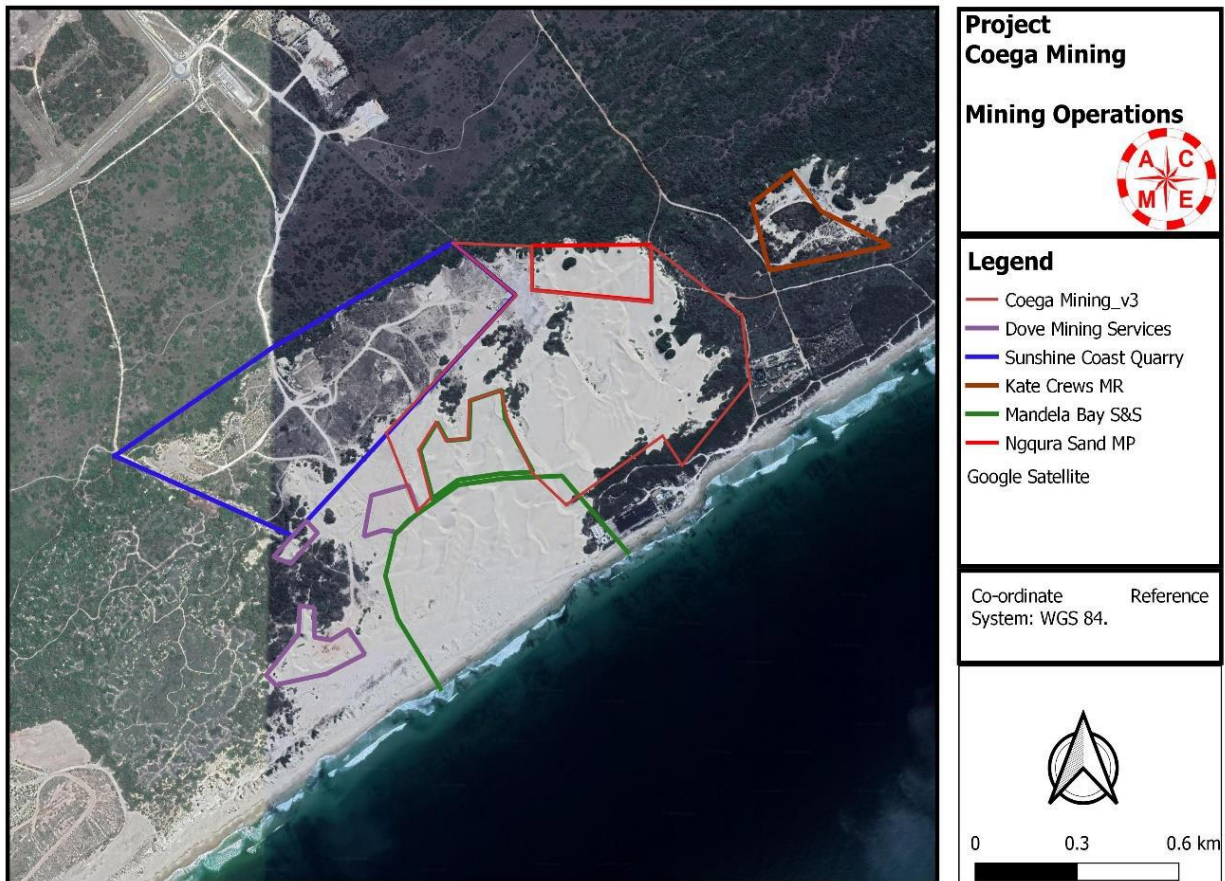 Project
Coega Mining
Mining Operations
A C
M E
Legend
Coega Mining_v3
Dove Mining Services
Sunshine Coast Quarry
Kate Crews MR
Mandela Bay S&S
Ngqura Sand MP
Google Satellite
Co-ordinate Reference
System: WGS 84.
0 0.3 0.6 km